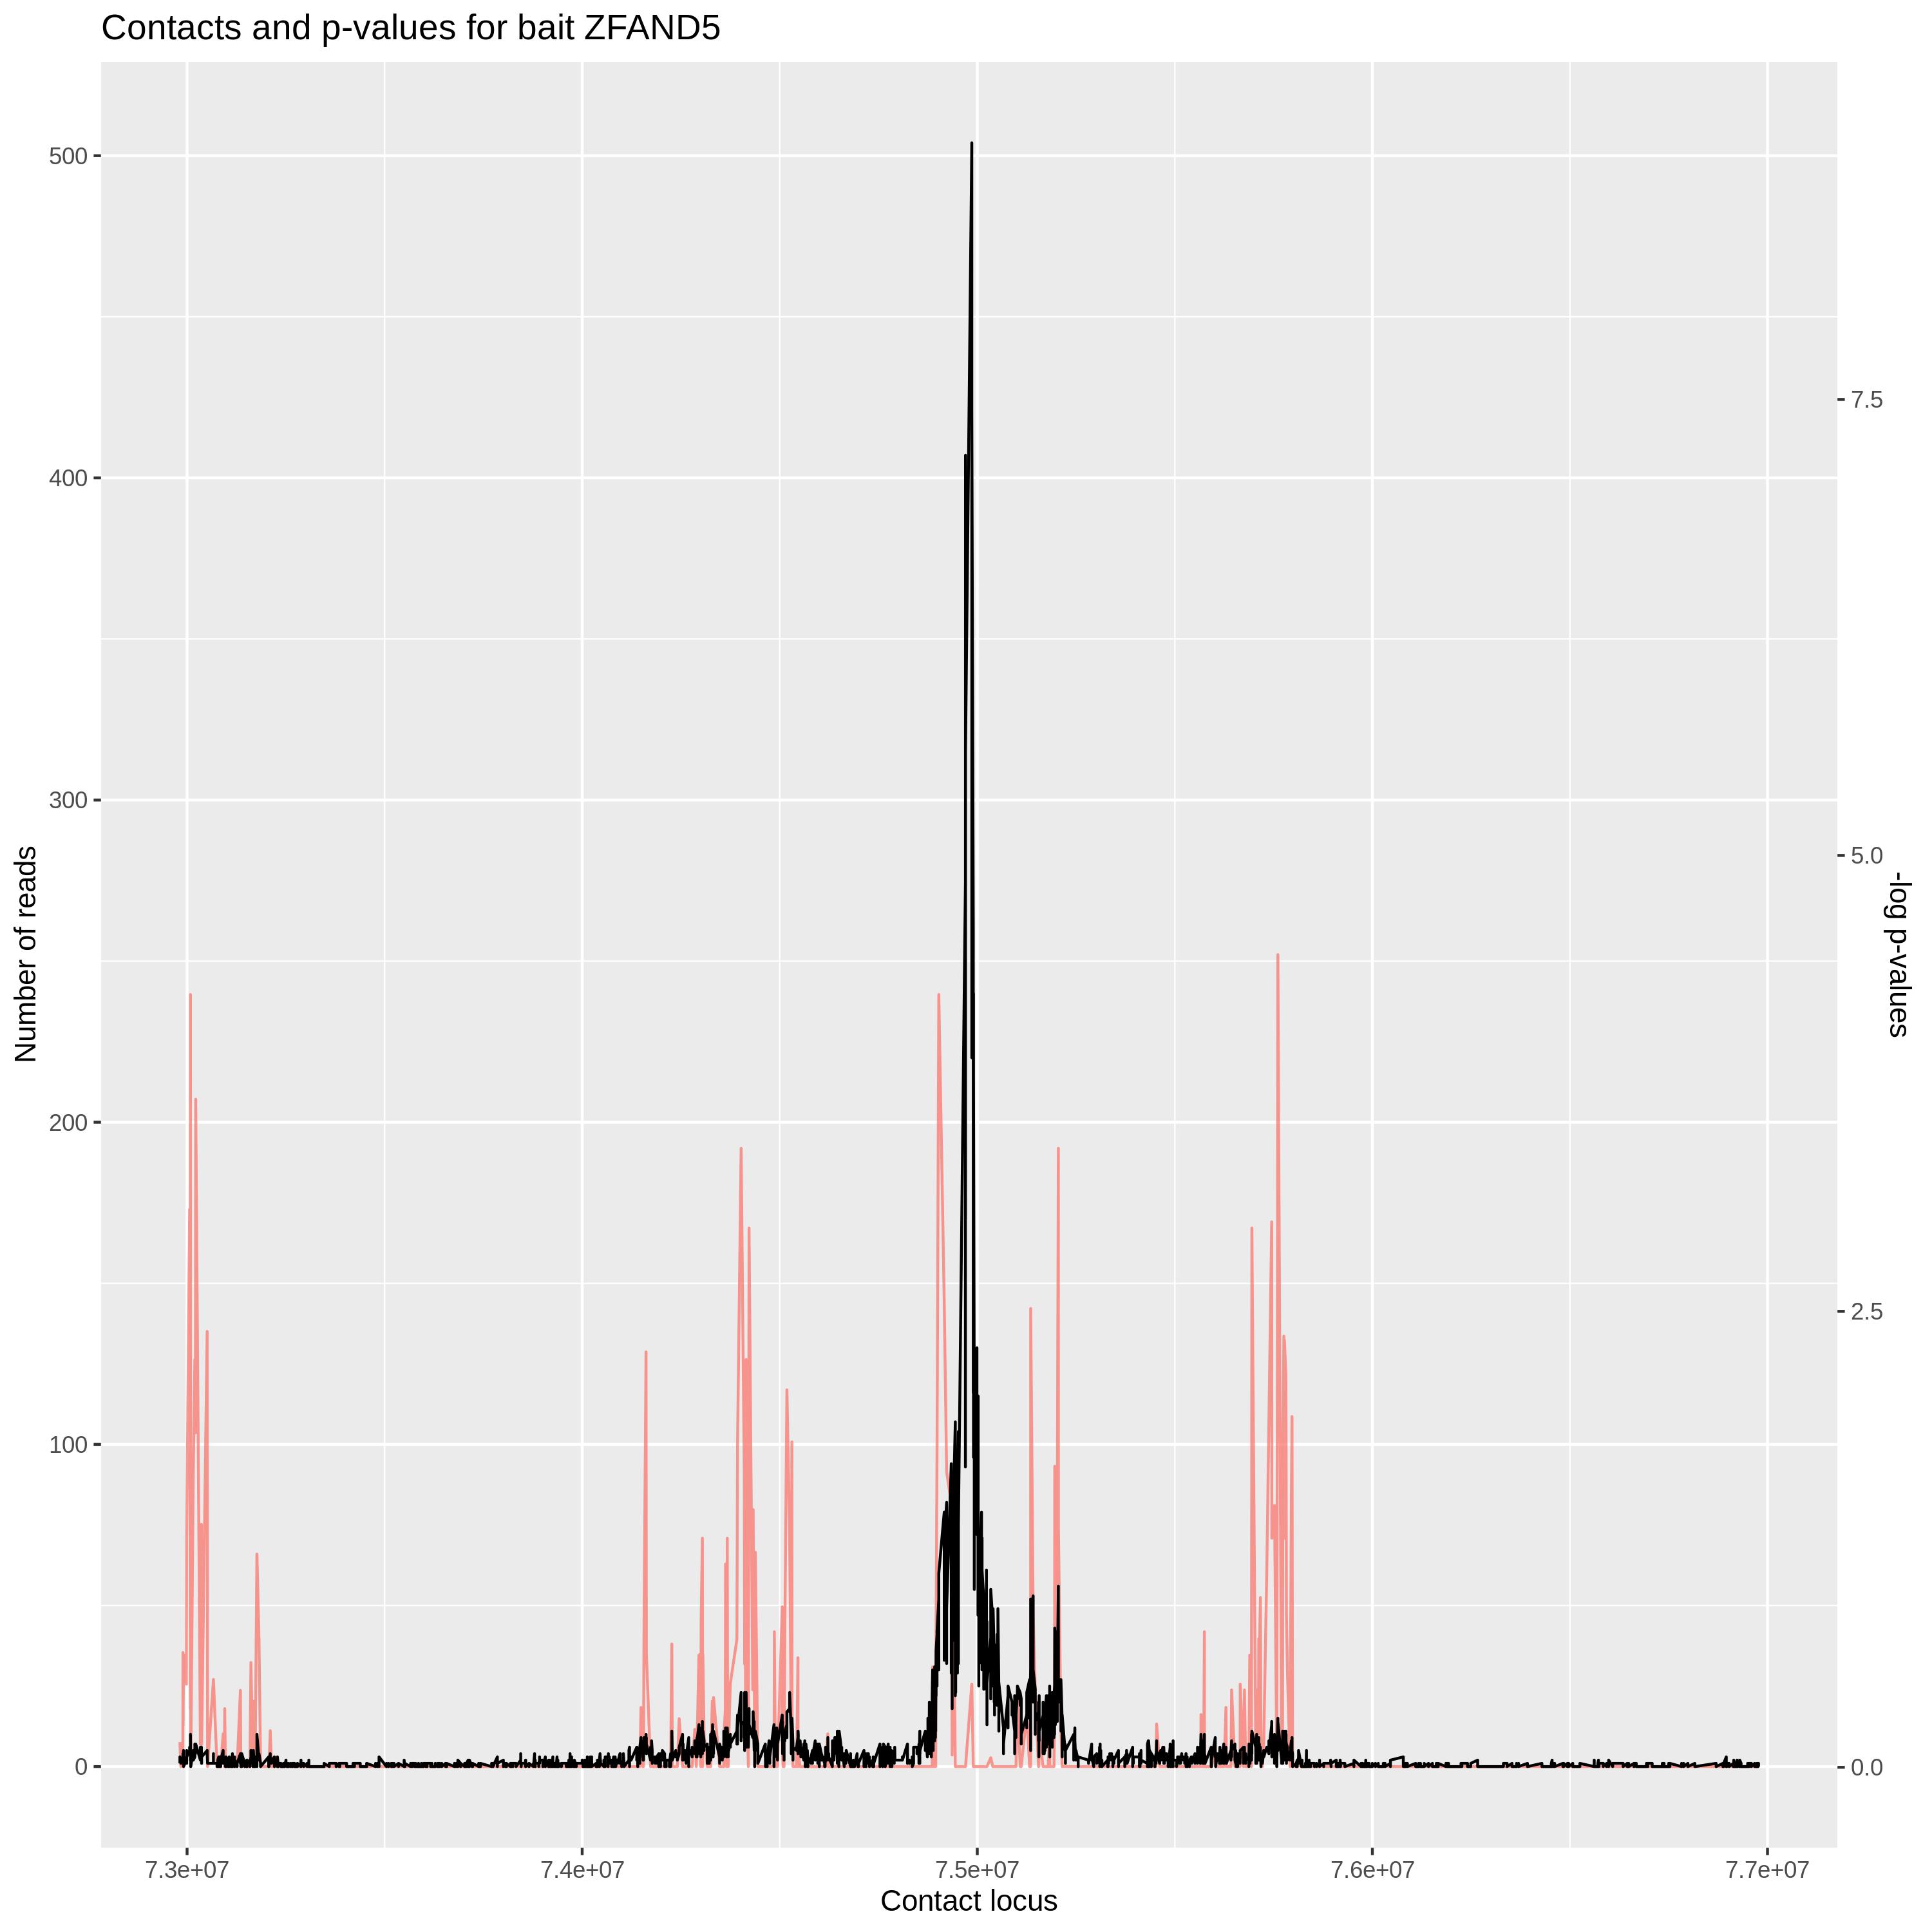 Contacts and p-values for bait ZFAND5
500
400
300
200
100
0
Number of reads
7.5
5.0
2.5
0.0
-log p-values
7.3e+07
7.4e+07
7.5e+07
7.6e+07
7.7e+07
Contact locus